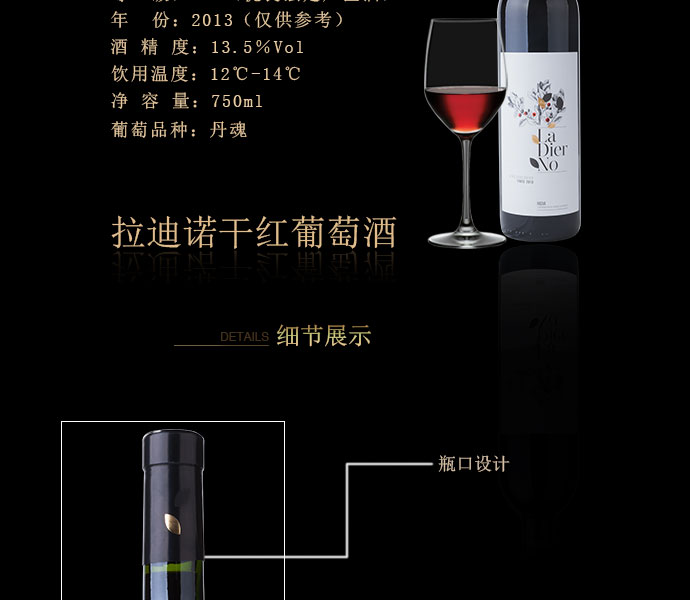 年 份：2013（仅供参考）
酒 精 度：13.5%Vol
饮用温度：12℃-14℃
净 容 量：750ml
葡萄品种：丹魂
La
Dier
No
拉迪诺干红葡萄酒
DETAILS 细节展示
瓶口设计